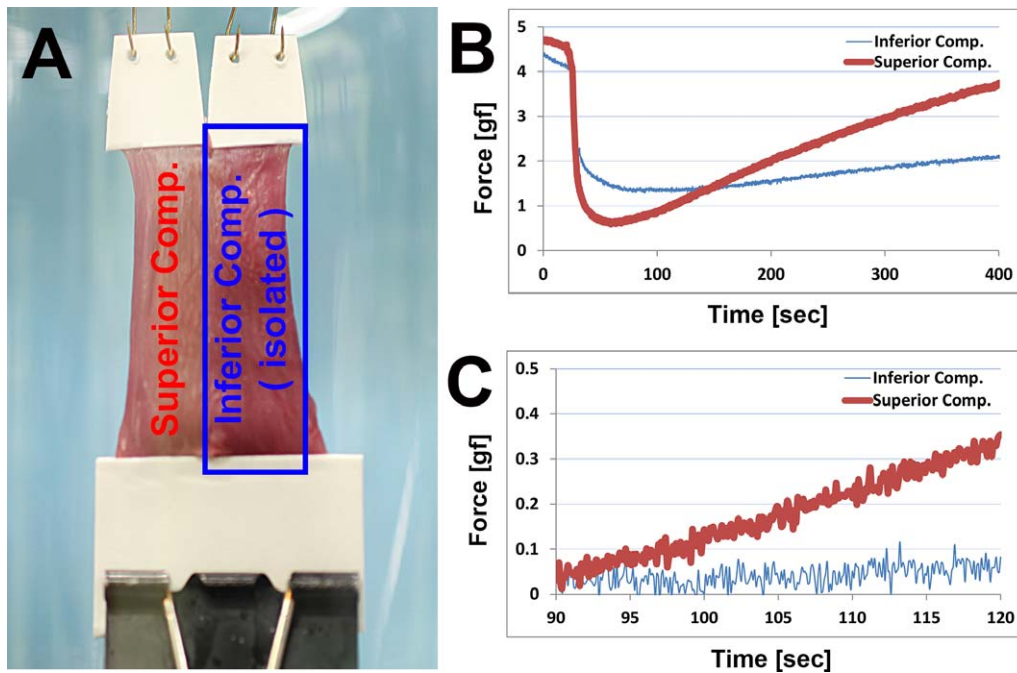 A
Superior Comp.
Inferior Comp.
( isolated )
B
Force [gf]
5
4
3
2
1
0
Inferior Comp.
Superior Comp.
0 100 200 300 400
Time [sec]
C
Force [gf]
0.5
0.4
0.3
0.2
0.1
0
Inferior Comp.
Superior Comp.
90 95 100 105 110 115 120
Time [sec]